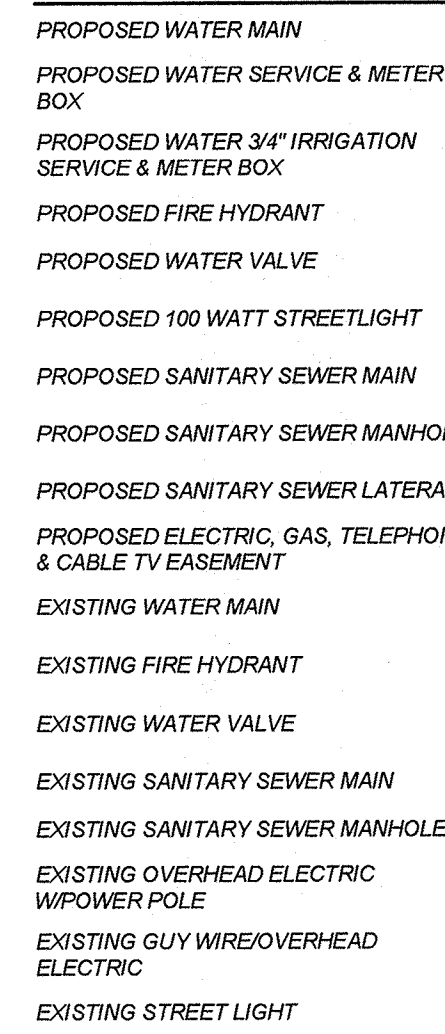 PROPOSED WATER MAIN
PROPOSED WATER SERVICE & METER
BOX
PROPOSED WATER 3/4" IRRIGATION
SERVICE & METER BOX
PROPOSED FIRE HYDRANT
PROPOSED WATER VALVE
PROPOSED 100 WATT STREETLIGHT
PROPOSED SANITARY SEWER MAIN
PROPOSED SANITARY SEWER
PROPOSED SANITARY SEWER
PROPOSED ELECTRIC, GAS,
& CABLE TV EASEMENT
EXISTING WATER MAIN
EXISTING FIRE HYDRANT
EXISTING WATER VALVE
EXISTING SANITARY SEWER MAIN
EXISTING SANITARY SEWER MANHOLE
EXISTING OVERHEAD ELECTRIC
W/POWER POLE
EXISTING GUY WIRE/OVERHEAD
ELECTRIC
EXISTING STREET LIGHT